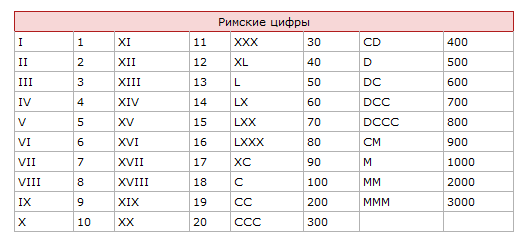 Римские цифры
I 1 XI 11 XXX 30 CD 400
II 2 XII 12 XL 40 D 500
III 3 XIII 13 L 50 DC 600
IV 4 XIV 14 LX 60 DCC 700
V 5 XV 15 LXX 70 DCCC 800
VI 6 XVI 16 LXXX 80 CM 900
VII 7 XVII 17 XC 90 M 1000
VIII 8 XVIII 18 C 100 MM 2000
IX 9 XIX 19 CC 200 MMM 3000
X 10 XX 20 CCC 300